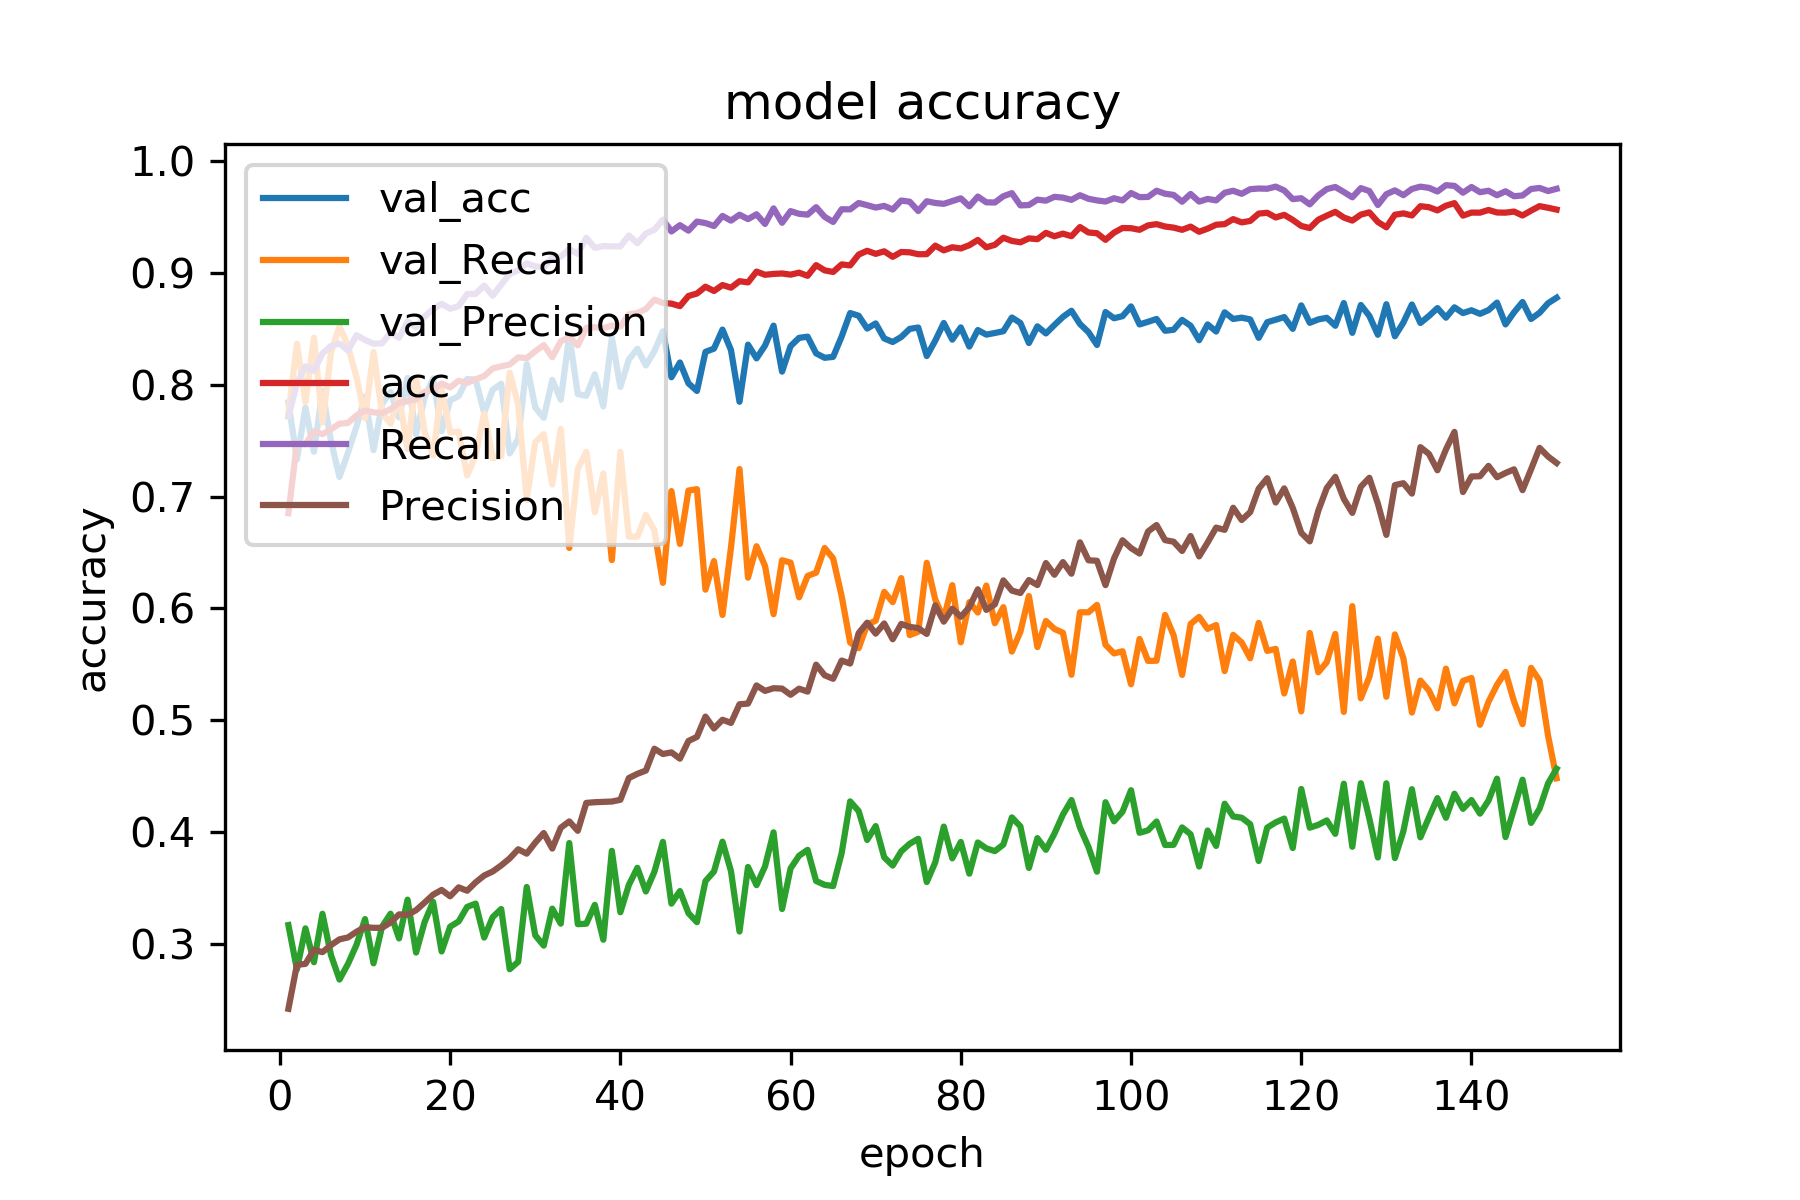 model accuracy
val_acc
val_Recall
val_Precision
acc
Recall
Precision
accuracy
1.0
0.9
0.8
0.7
0.6
0.5
0.4
0.3
0 20 40 60 80 100 120 140
epoch